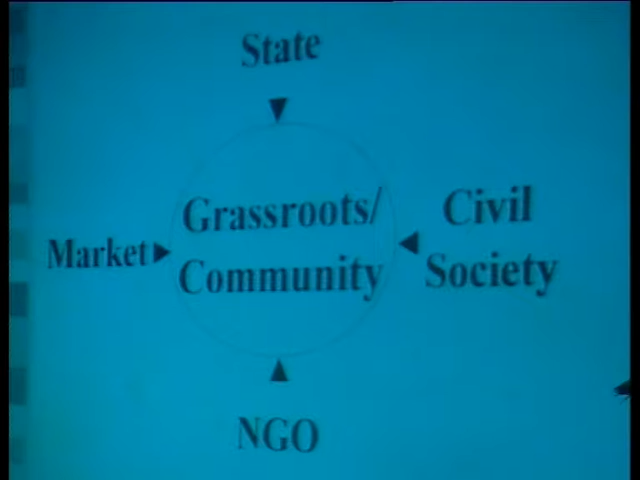 State
Grassroots/
Community
Market
Civil
Society
NGO